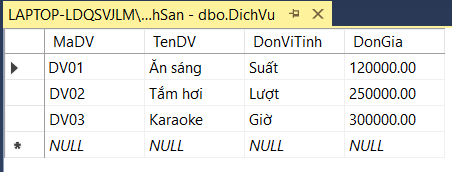 LAPTOP-LDQSVJLM\...hSan - dbo.DichVu
MaDV TenDV DonViTinh DonGia
DV01 Ăn sáng Suất 120000.00
DV02 Tắm hơi Lượt 250000.00
DV03 Karaoke Giờ 300000.00
NULL NULL NULL NULL